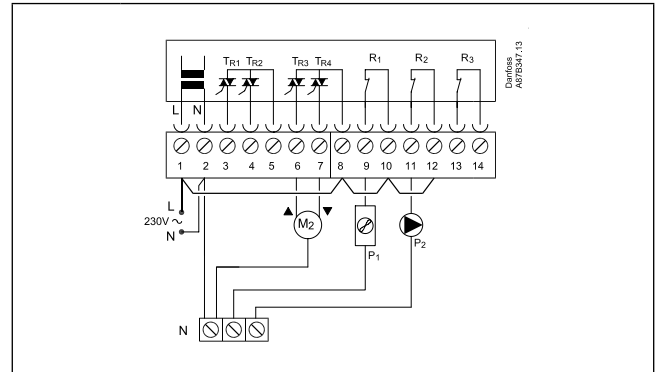 TR1 TR2 TR3 TR4 R1 R2 R3
Danfoss
A87B347.13
L N
1 2 3 4 5 6 7 8 9 10 11 12 13 14
L
230V ~
N
M2
P1
P2
N